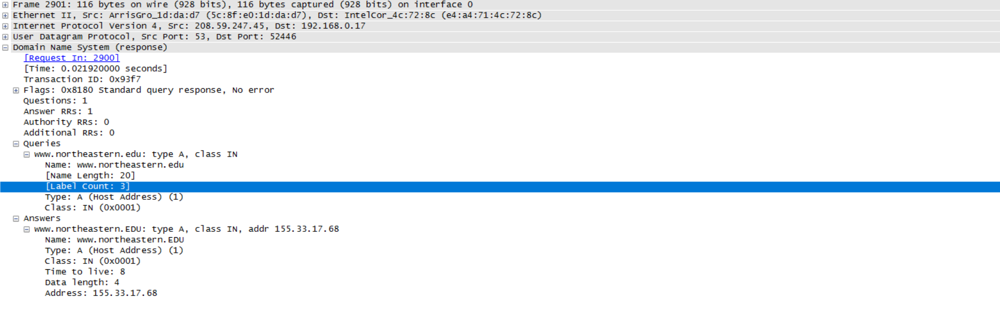 Frame 2901: 116 bytes on wire (928 bits), 116 bytes captured (928 bits) on interface 0
Ethernet II, Src: ArrisGro_1d:da:d7 (5c:8f:e0:1d:da:d7), Dst: IntelCor_4c:72:8c (e4:a4:71:4c:72:8c)
Internet Protocol Version 4, Src: 208.59.247.45, Dst: 192.168.0.17
User Datagram Protocol, Src Port: 53, Dst Port: 52446
Domain Name System (response)
[Request In: 2900]
[Time: 0.021920000 seconds]
Transaction ID: 0x93f7
Flags: 0x8180 Standard query response, No error
Questions: 1
Answer RRs: 1
Authority RRs: 0
Additional RRs: 0
Queries
www.northeastern.edu: type A, class IN
Name: www.northeastern.edu
[Name Length: 20]
[Label Count: 3]
Type: A (Host Address) (1)
Class: IN (0x0001)
Answers
www.northeastern.EDU: type A, class IN, addr 155.33.17.68
Name: www.northeastern.EDU
Type: A (Host Address) (1)
Class: IN (0x0001)
Time to live: 8
Data length: 4
Address: 155.33.17.68